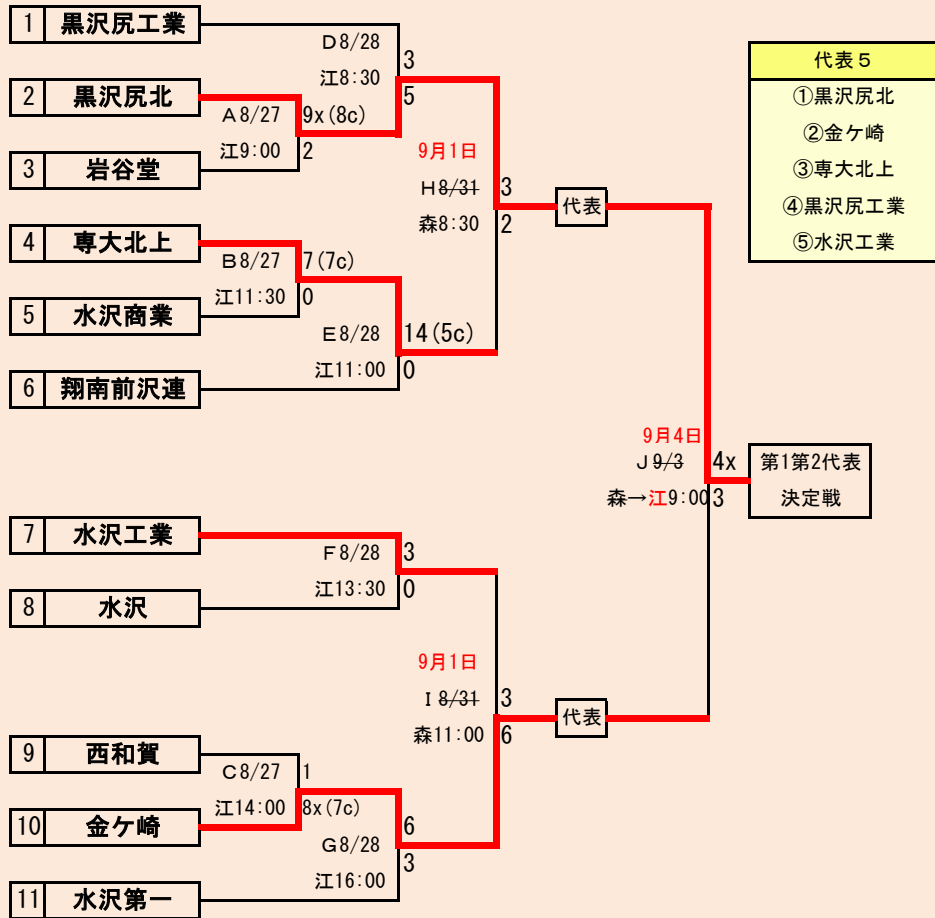 1 黒沢尻工業
D8/28
3
江8:30
5
2 黒沢尻北
A8/27
9x(8c)
江9:00
2
3 岩谷堂
9月1日
H8/31
3
森8:30
2
代表
4 専大北上
B8/27
7(7c)
江11:30
0
5 水沢商業
E8/28
14(5c)
江11:00
0
6 翔南前沢連
代表5
①黒沢尻北
②金ケ崎
③専大北上
④黒沢尻工業
⑤水沢工業
9月4日
J9/3
4x
森→江9:00
3
第1第2代表
決定戦
7 水沢工業
F8/28
3
江13:30
0
8 水沢
9月1日
I8/31
3
森11:00
6
代表
9 西和賀
C8/27
1
江14:00
8x(7c)
10 金ケ崎
6
G8/28
3
江16:00
11 水沢第一